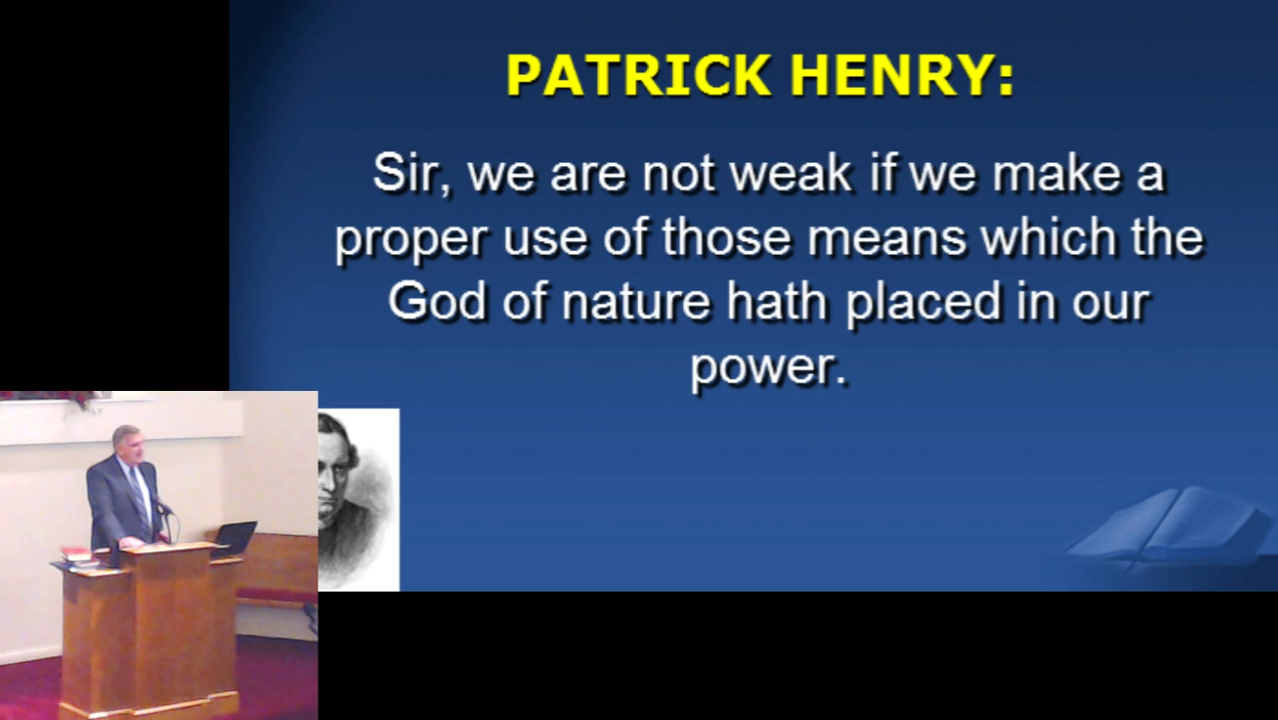 PATRICK HENRY:
Sir, we are not weak if we make a
proper use of those means which the
God of nature hath placed in our
power.